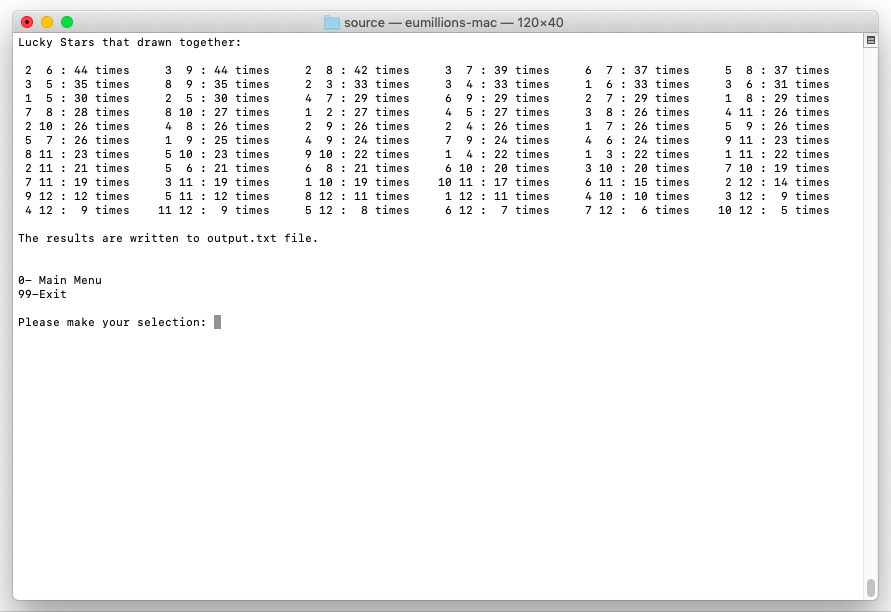 source — eumillions-mac — 120×40
Lucky Stars that drawn together:
2 6 : 44 times 3 9 : 44 times 2 8 : 42 times 3 7 : 39 times 6 7 : 37 times 5 8 : 37 times
3 5 : 35 times 8 9 : 35 times 2 3 : 33 times 3 4 : 33 times 1 6 : 33 times 3 6 : 31 times
1 5 : 30 times 2 5 : 30 times 4 7 : 29 times 6 9 : 29 times 2 7 : 29 times 1 8 : 29 times
7 8 : 28 times 8 10 : 27 times 1 2 : 27 times 4 5 : 27 times 3 8 : 26 times 4 11 : 26 times
2 10 : 26 times 4 8 : 26 times 2 9 : 26 times 2 4 : 26 times 1 7 : 26 times 5 9 : 26 times
5 7 : 26 times 1 9 : 25 times 4 9 : 24 times 7 9 : 24 times 4 6 : 24 times 9 11 : 23 times
8 11 : 23 times 5 10 : 23 times 9 10 : 22 times 1 4 : 22 times 1 3 : 22 times 1 11 : 22 times
2 11 : 21 times 5 6 : 21 times 6 8 : 21 times 6 10 : 20 times 3 10 : 20 times 7 10 : 19 times
7 11 : 19 times 3 11 : 19 times 1 10 : 19 times 10 11 : 17 times 6 11 : 15 times 2 12 : 14 times
9 12 : 12 times 5 11 : 12 times 8 12 : 11 times 1 12 : 11 times 4 10 : 10 times 3 12 : 9 times
4 12 : 9 times 11 12 : 9 times 5 12 : 8 times 6 12 : 7 times 7 12 : 6 times 10 12 : 5 times
The results are written to output.txt file.
0- Main Menu
99-Exit
Please make your selection: